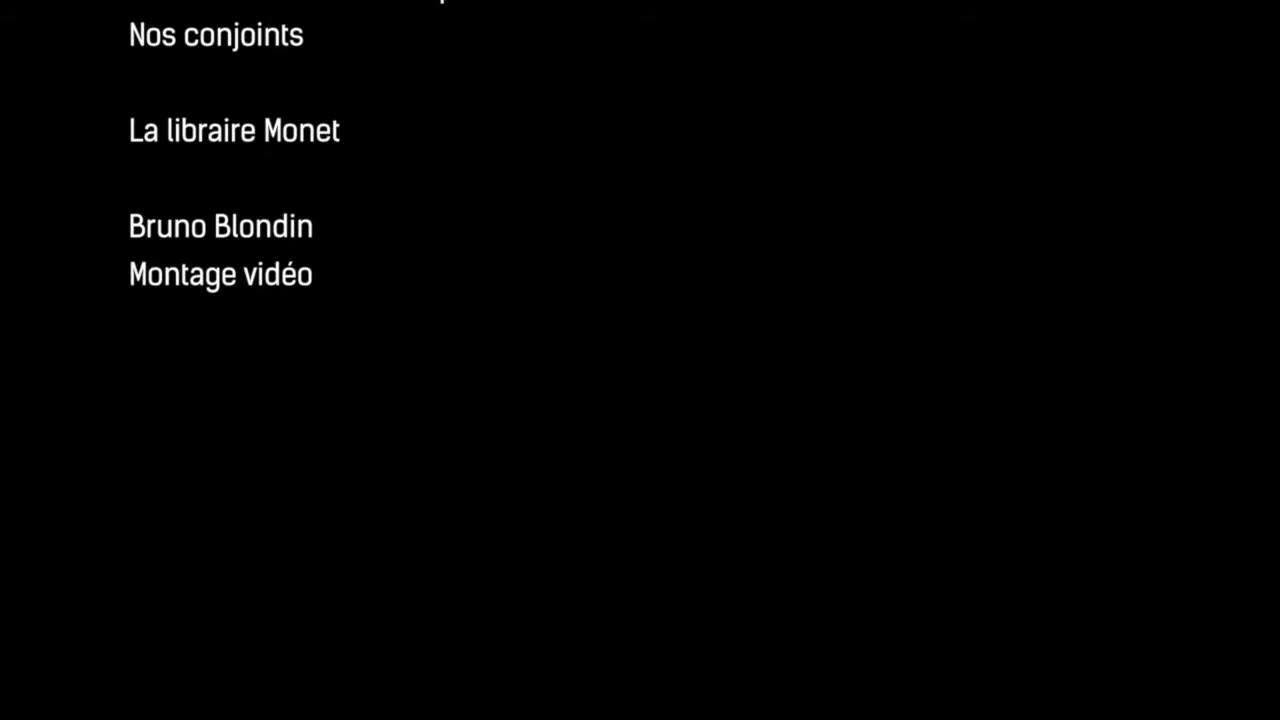 Nos conjoints
La libraire Monet
Bruno Blondin
Montage vidéo